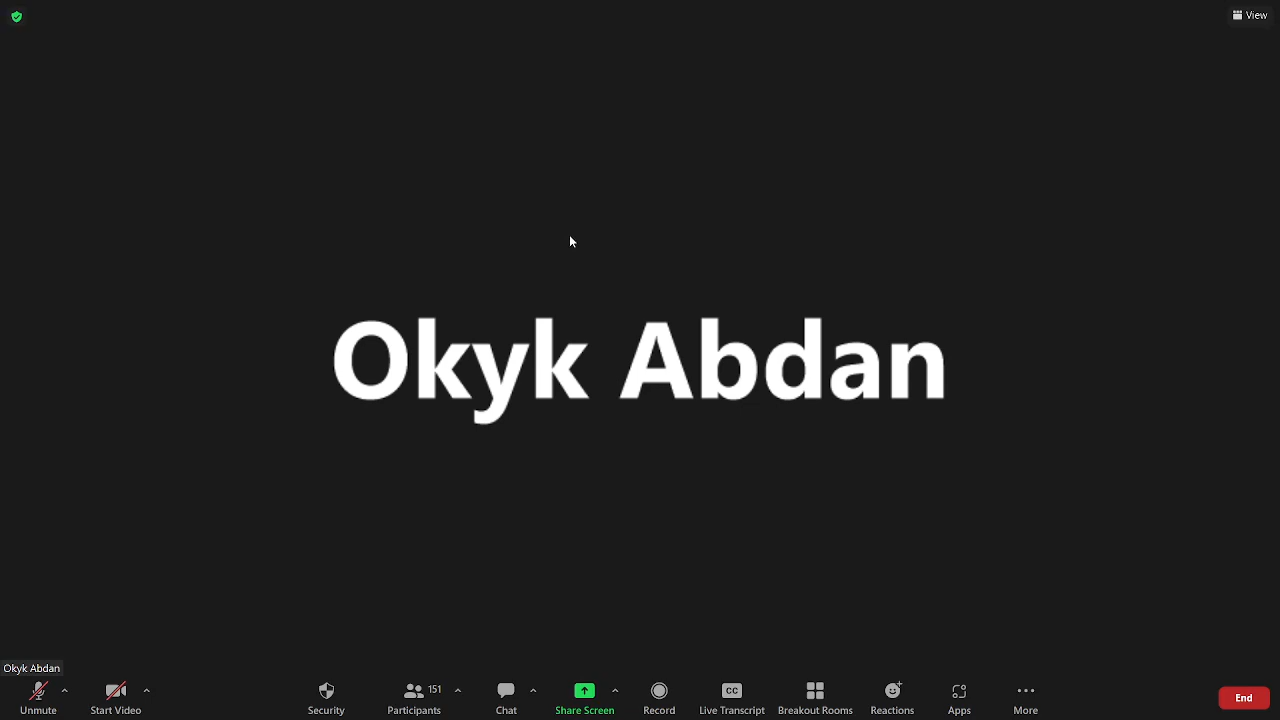 View
Okyk Abdan
Okyk Abdan
Unmute
Start Video
Security
151
Participants
Chat
Share Screen
Record
CC
Live Transcript
Breakout Rooms
Reactions
Apps
More
End